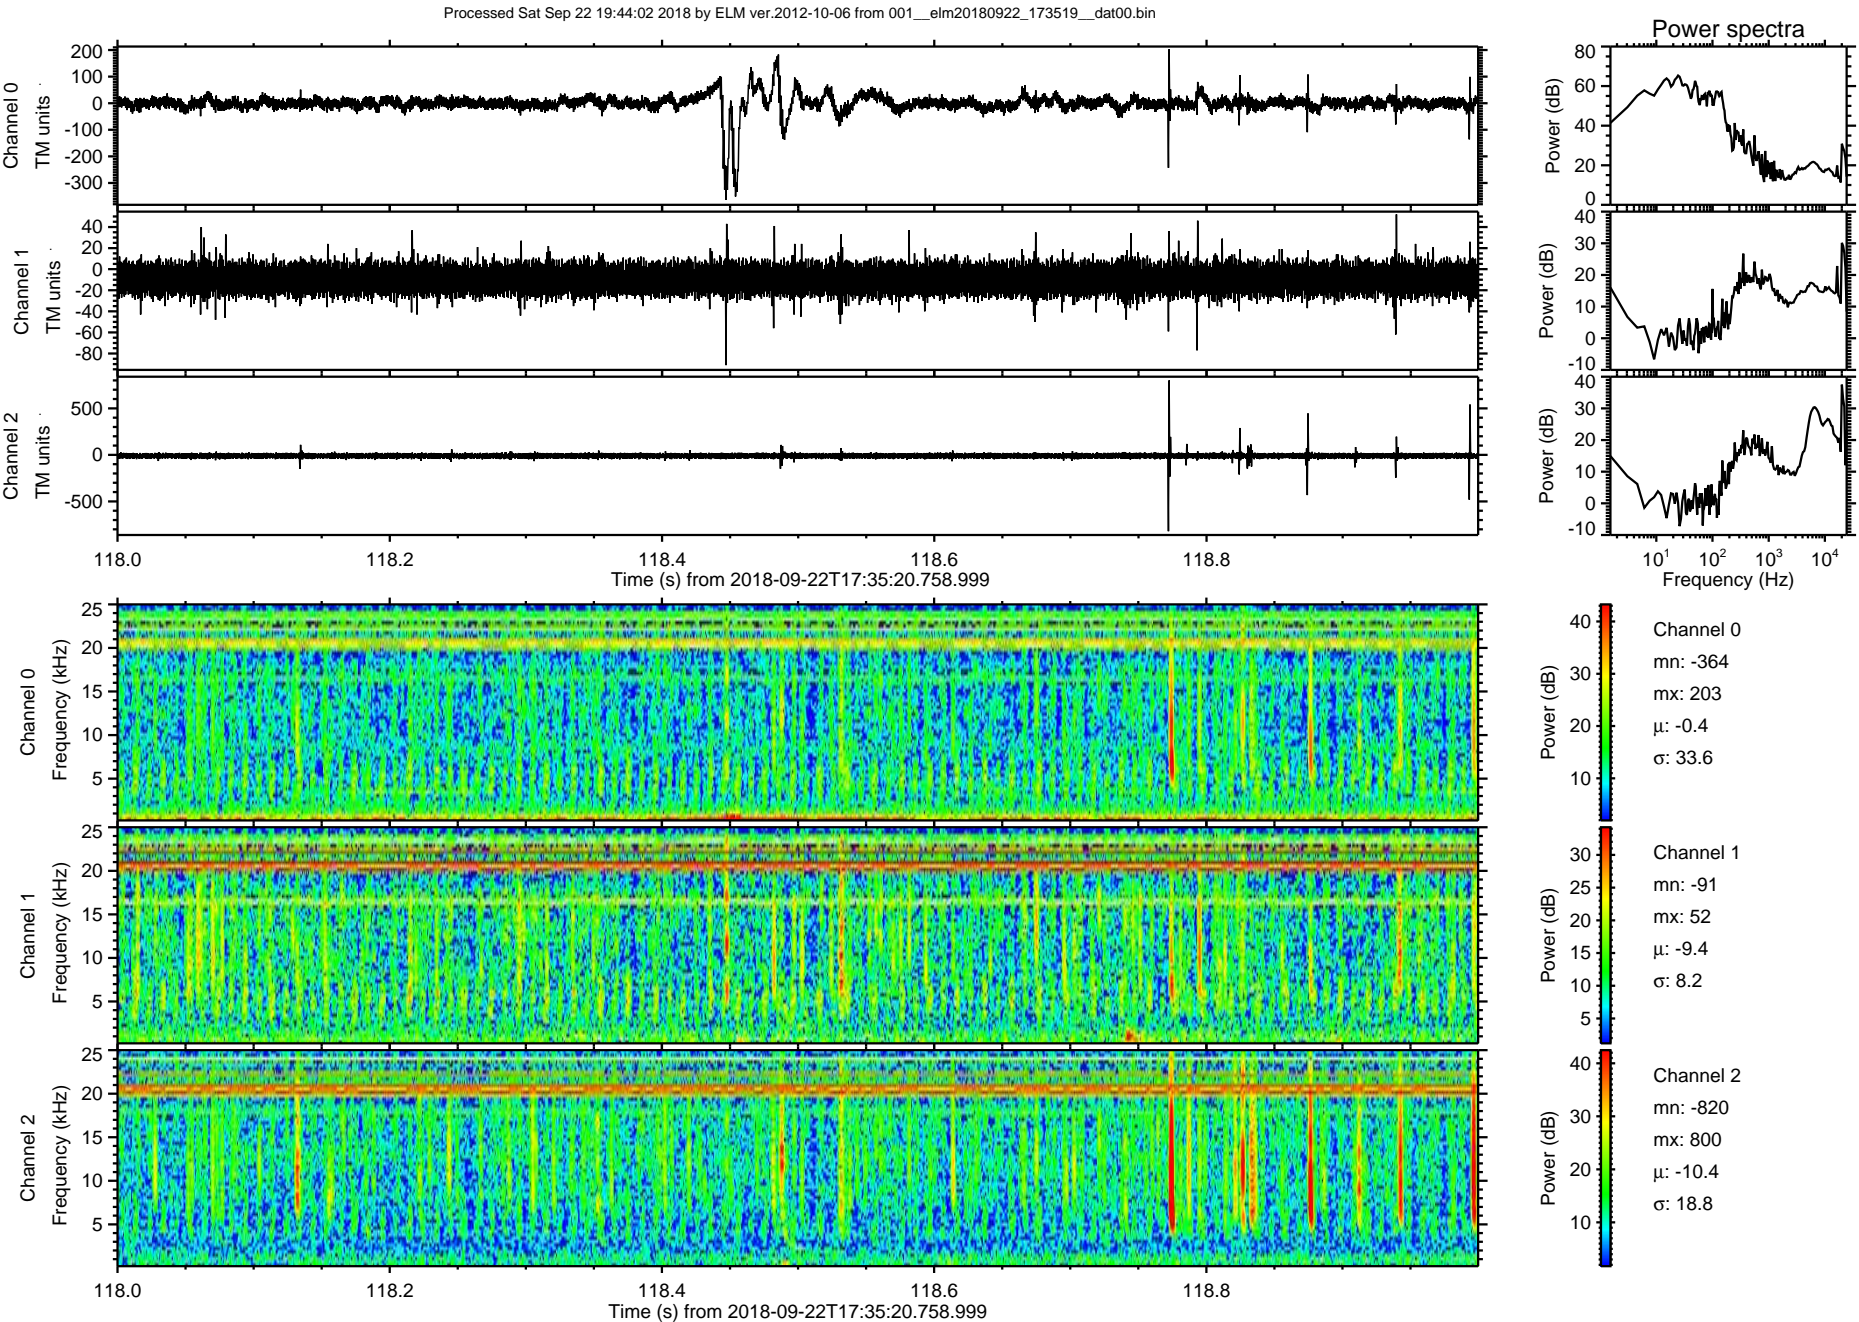 Processed Sat Sep 22 19:44:02 2018 by ELM ver.2012-10-06 from 001__elm20180922_173519__dat00.bin
Power spectra
Channel 0
TM units
200
100
0
-100
-200
-300
Power (dB)
80
60
40
20
0
Channel 1
TM units
40
20
0
-20
-40
-60
-80
Power (dB)
40
30
20
10
0
-10
Channel 2
TM units
500
0
-500
Power (dB)
40
30
20
10
0
-10
118.0 118.2 118.4 118.6 118.8
Time (s) from 2018-09-22T17:35:20.758.999
10^1 10^2 10^3 10^4
Frequency (Hz)
Channel 0
Frequency (kHz)
25
20
15
10
5
Power (dB)
40
30
20
10
Channel 0
mn: -364
mx: 203
μ: -0.4
σ: 33.6
Channel 1
Frequency (kHz)
25
20
15
10
5
Power (dB)
30
25
20
15
10
5
Channel 1
mn: -91
mx: 52
μ: -9.4
σ: 8.2
Channel 2
Frequency (kHz)
25
20
15
10
5
Power (dB)
40
30
20
10
Channel 2
mn: -820
mx: 800
μ: -10.4
σ: 18.8
118.0 118.2 118.4 118.6 118.8
Time (s) from 2018-09-22T17:35:20.758.999